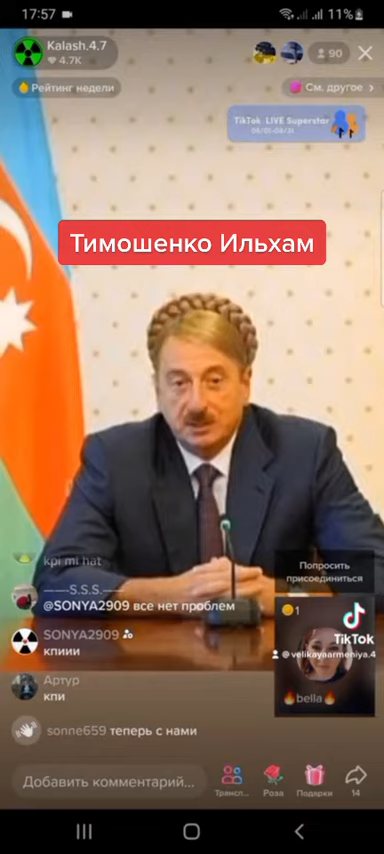 17:57
11%
Kalash.4.7
4.7K
90
Рейтинг недели
См. другое
TikTok LIVE Superstar
Тимошенко Ильхам
kpi mi hat
S.S.S.
@SONYA2909 все нет проблем
SONYA2909
кпиии
Артур
кпи
sonne659 теперь с нами
Попросить
присоединиться
1
TikTok
@velikayaarmeniya.4
bella
Добавить комментарий...
Трансл...
Роза
Подарки
14